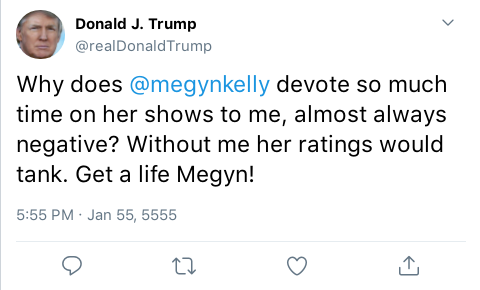 Donald J. Trump
@realDonaldTrump
Why does @megynkelly devote so much
time on her shows to me, almost always
negative? Without me her ratings would
tank. Get a life Megyn!
5:55 PM · Jan 55, 5555